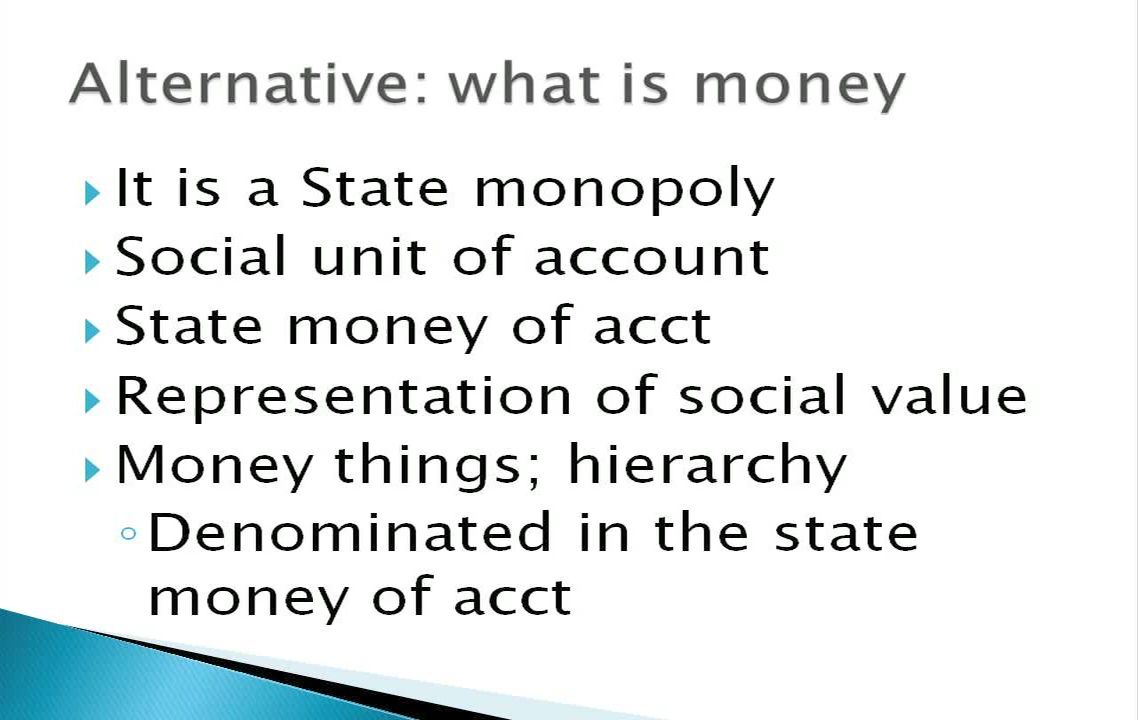 Alternative: what is money
It is a State monopoly
Social unit of account
State money of acct
Representation of social value
Money things; hierarchy
Denominated in the state
money of acct